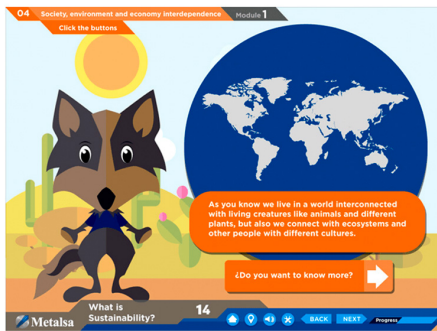 04 Society, environment and economy interdependence Module 1
Click the buttons
As you know we live in a world interconnected
with living creatures like animals and different
plants, but also we connect with ecosystems and
other people with different cultures.
¿Do you want to know more?
Metalsa
What is
Sustainability?
14
BACK NEXT Progress